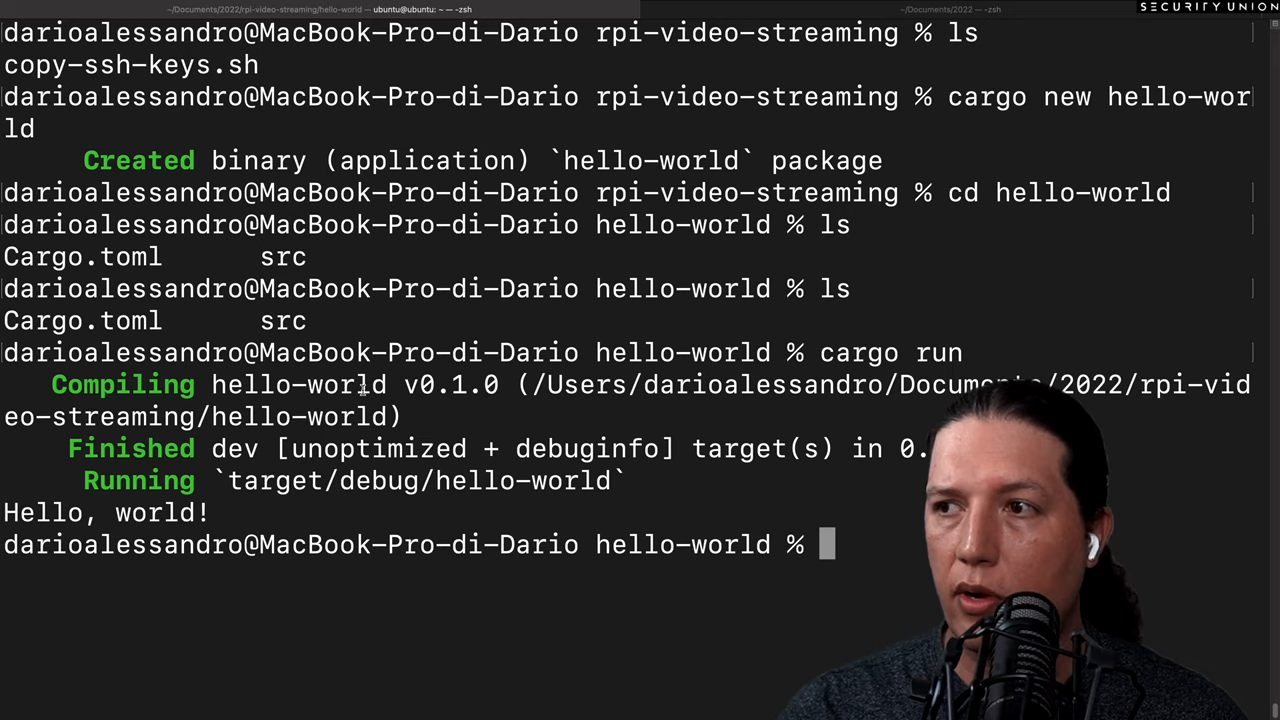 ~/Documents/2022/rpi-video-streaming/hello-world — ubuntu@ubuntu: ~ — -zsh
~/Documents/2022 — -zsh
SECURITY UNION
darioalessandro@MacBook-Pro-di-Dario rpi-video-streaming % ls
copy-ssh-keys.sh
darioalessandro@MacBook-Pro-di-Dario rpi-video-streaming % cargo new hello-wor
ld
Created binary (application) `hello-world` package
darioalessandro@MacBook-Pro-di-Dario rpi-video-streaming % cd hello-world
darioalessandro@MacBook-Pro-di-Dario hello-world % ls
Cargo.toml src
darioalessandro@MacBook-Pro-di-Dario hello-world % ls
Cargo.toml src
darioalessandro@MacBook-Pro-di-Dario hello-world % cargo run
Compiling hello-world v0.1.0 (/Users/darioalessandro/Documents/2022/rpi-vid
eo-streaming/hello-world)
Finished dev [unoptimized + debuginfo] target(s) in 0.
Running `target/debug/hello-world`
Hello, world!
darioalessandro@MacBook-Pro-di-Dario hello-world %